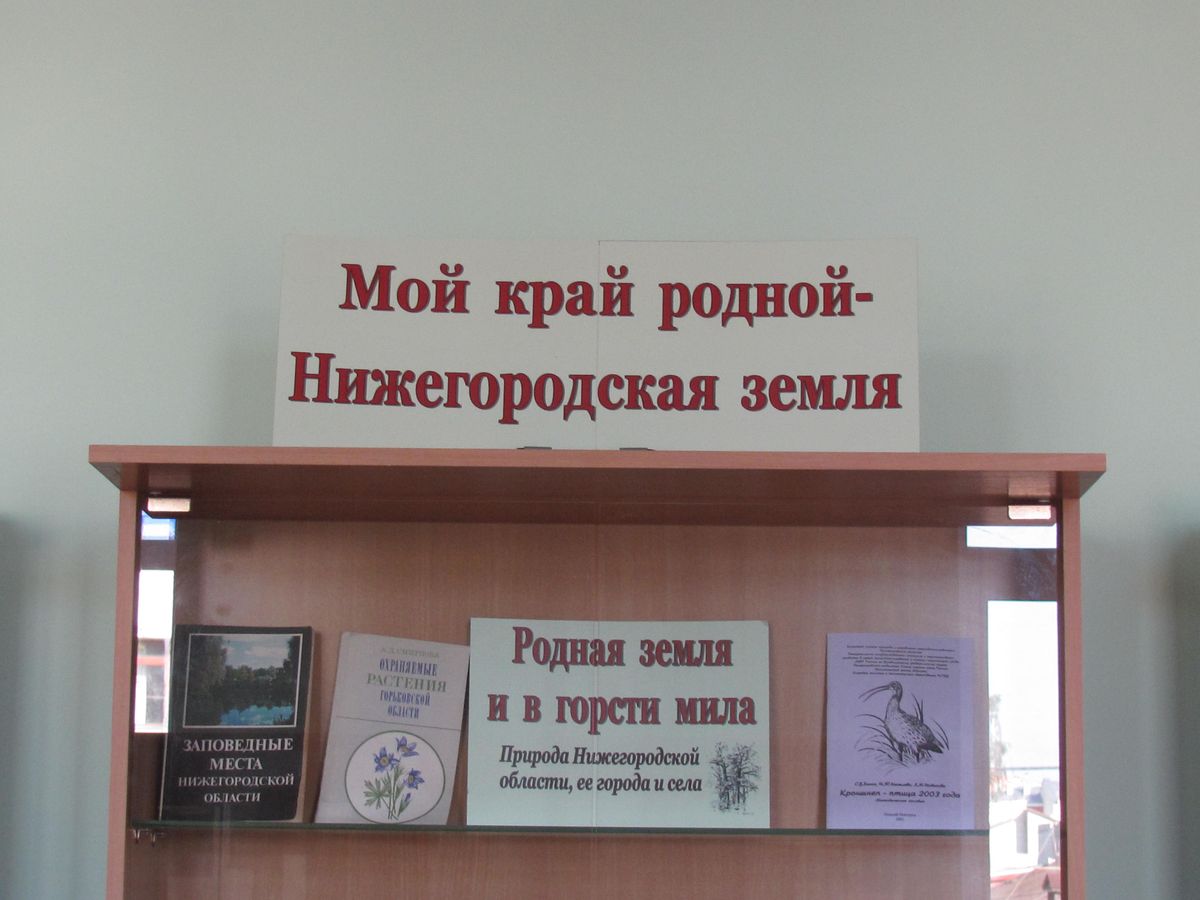 Мой край родной-
Нижегородская земля
ЗАПОВЕДНЫЕ
МЕСТА
НИЖЕГОРОДСКОЙ
ОБЛАСТИ
А.Д.СМИРНОВА
ОХРАНЯЕМЫЕ
РАСТЕНИЯ
ГОРЬКОВСКОЙ
ОБЛАСТИ
Родная земля
и в горсти мила
Природа Нижегородской
области, ее города и села
Кроншнеп - птица 2003 года